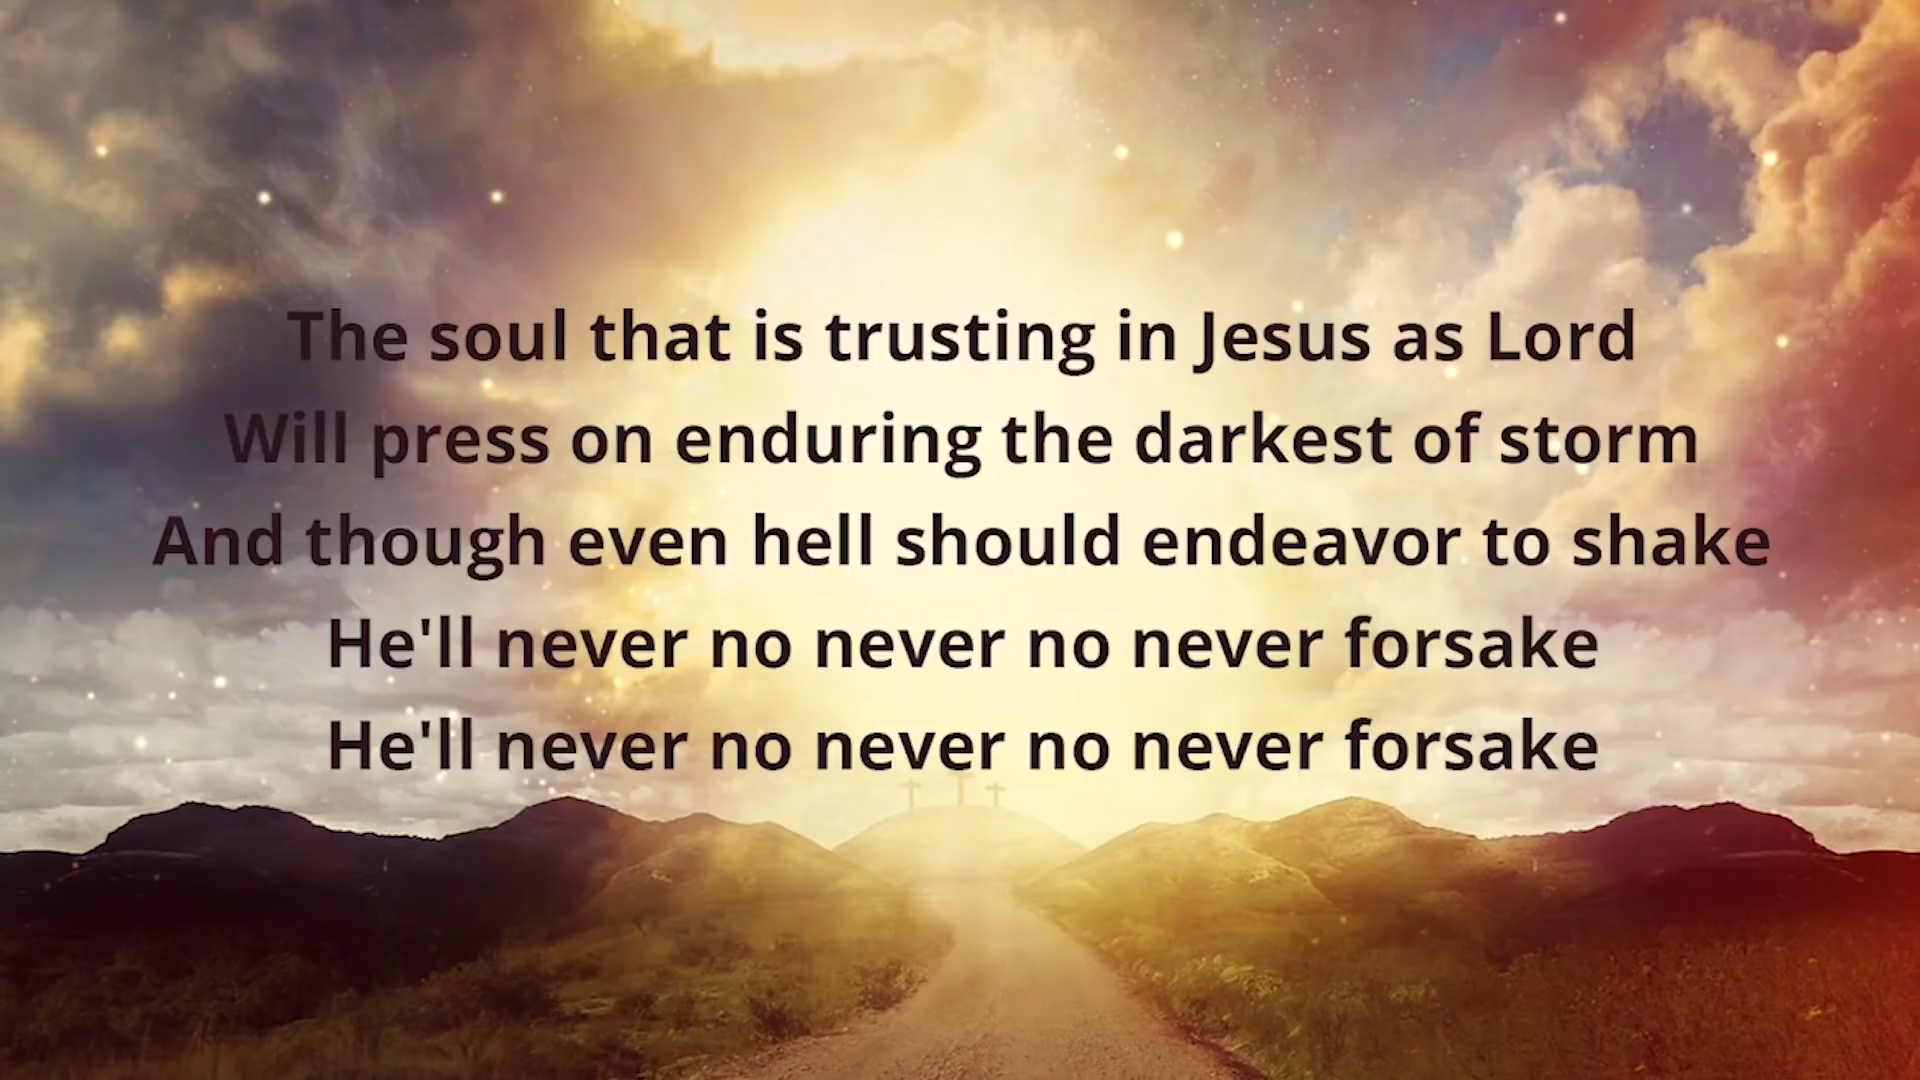 The soul that is trusting in Jesus as Lord
Will press on enduring the darkest of storm
And though even hell should endeavor to shake
He'll never no never no never forsake
He'll never no never no never forsake